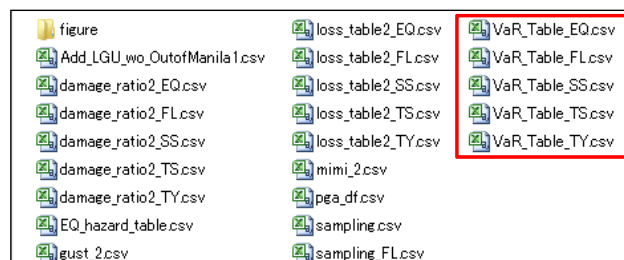 figure
Add_LGU_wo_OutofManila1.csv
damage_ratio2_EQ.csv
damage_ratio2_FL.csv
damage_ratio2_SS.csv
damage_ratio2_TS.csv
damage_ratio2_TY.csv
EQ_hazard_table.csv
gust_2.csv
loss_table2_EQ.csv
loss_table2_FL.csv
loss_table2_SS.csv
loss_table2_TS.csv
loss_table2_TY.csv
mimi_2.csv
pga_df.csv
sampling.csv
sampling_FL.csv
VaR_Table_EQ.csv
VaR_Table_FL.csv
VaR_Table_SS.csv
VaR_Table_TS.csv
VaR_Table_TY.csv